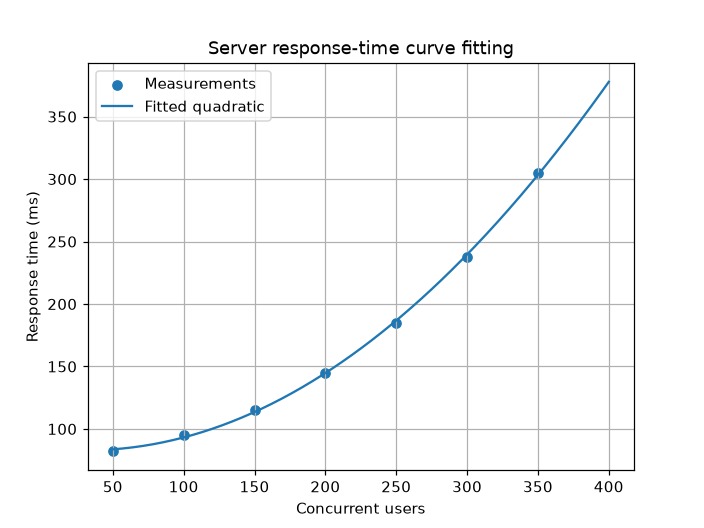 Server response-time curve fitting
Measurements
Fitted quadratic
Response time (ms)
350
300
250
200
150
100
50 100 150 200 250 300 350 400
Concurrent users